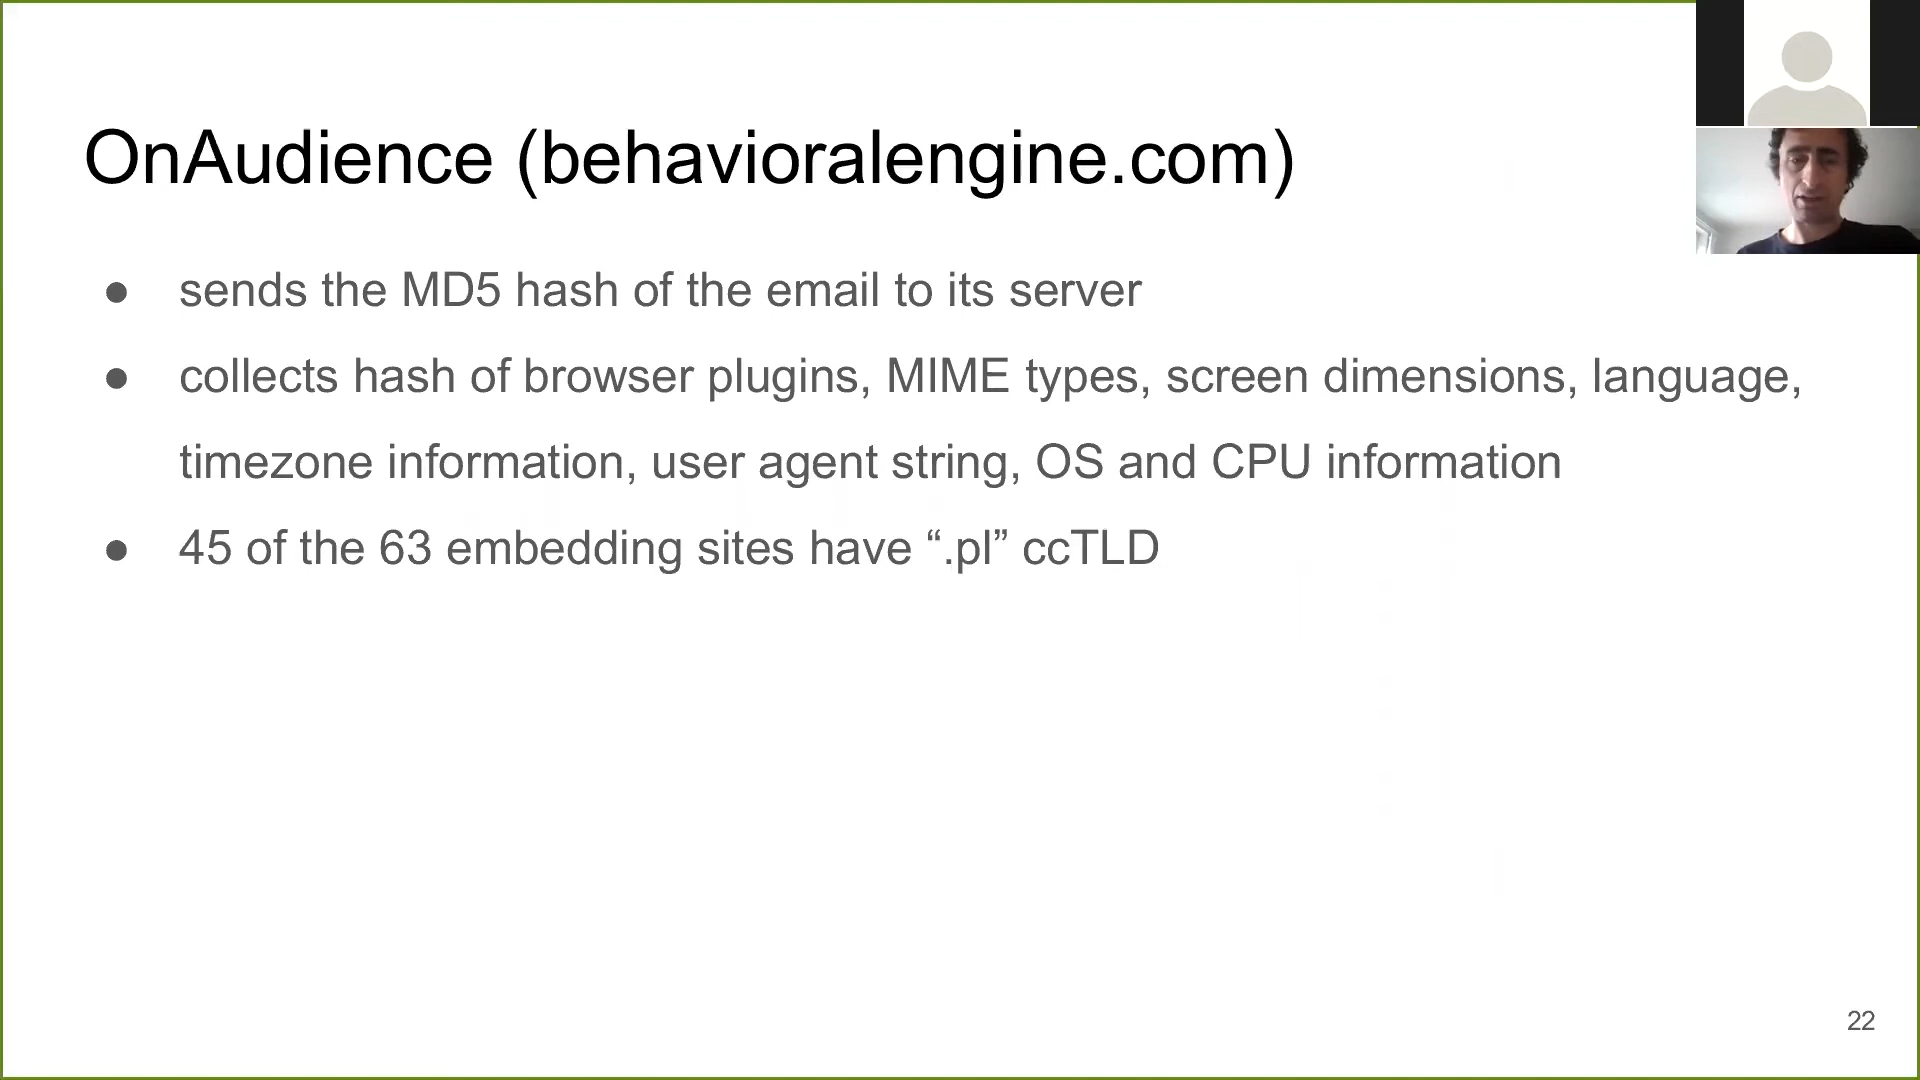 OnAudience (behavioralengine.com)
● sends the MD5 hash of the email to its server
● collects hash of browser plugins, MIME types, screen dimensions, language,
timezone information, user agent string, OS and CPU information
● 45 of the 63 embedding sites have “.pl” ccTLD
22